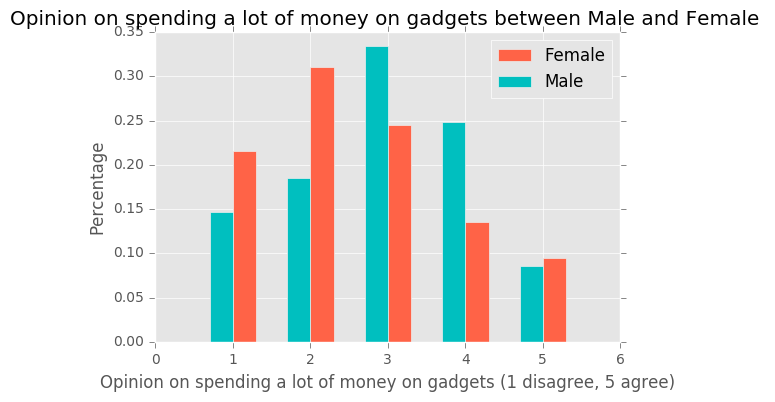 Opinion on spending a lot of money on gadgets between Male and Female
0.35
0.30
0.25
0.20
0.15
0.10
0.05
0.00
Percentage
Female
Male
0 1 2 3 4 5 6
Opinion on spending a lot of money on gadgets (1 disagree, 5 agree)